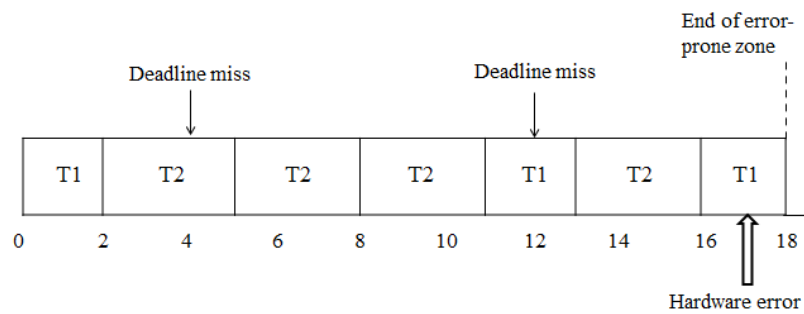 End of error-
prone zone
Deadline miss
Deadline miss
T1 T2 T2 T2 T1 T2 T1
0 2 4 6 8 10 12 14 16 18
Hardware error